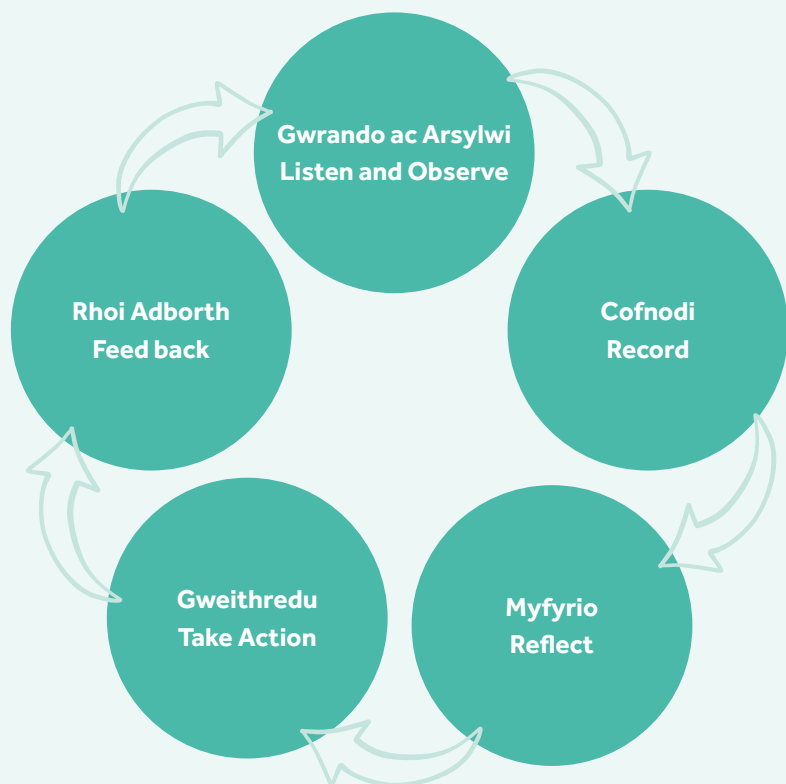 Gwrando ac Arsylwi
Listen and Observe
Cofnodi
Record
Myfyrio
Reflect
Gweithredu
Take Action
Rhoi Adborth
Feed back